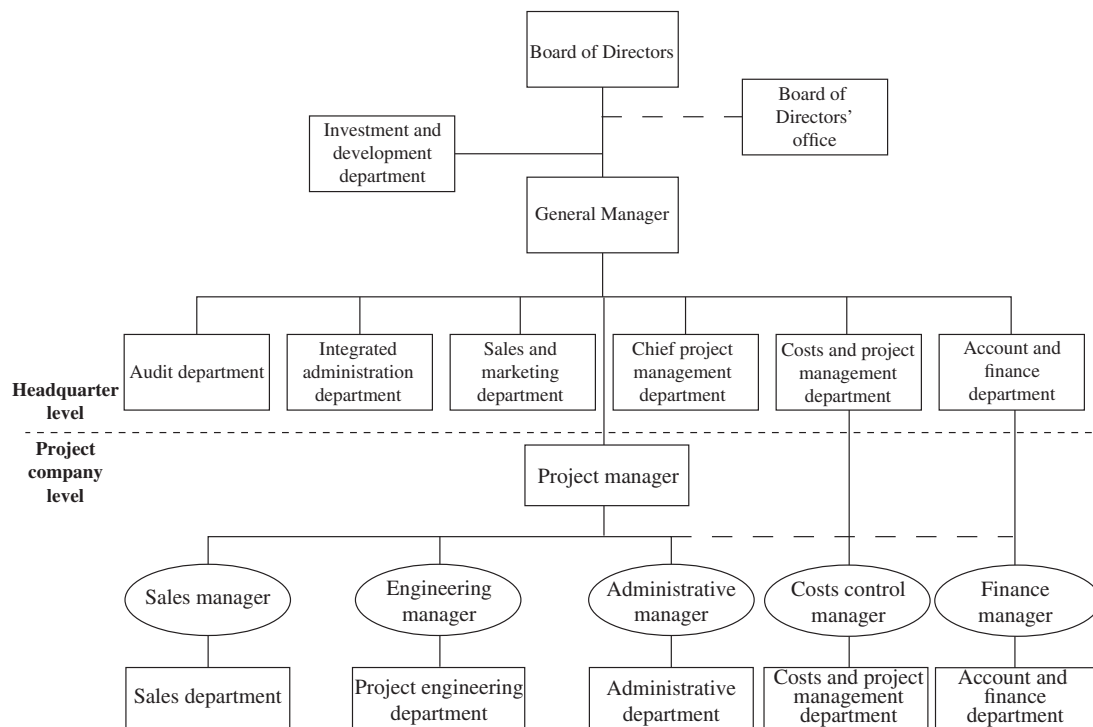 Board of Directors
Board of
Directors’
office
Investment and
development
department
General Manager
Audit department
Integrated
administration
department
Sales and
marketing
department
Chief project
management
department
Costs and project
management
department
Account and
finance
department
Headquarter
level
Project
company
level
Project manager
Sales manager
Engineering
manager
Administrative
manager
Costs control
manager
Finance
manager
Sales department
Project engineering
department
Administrative
department
Costs and project
management
department
Account and
finance
department